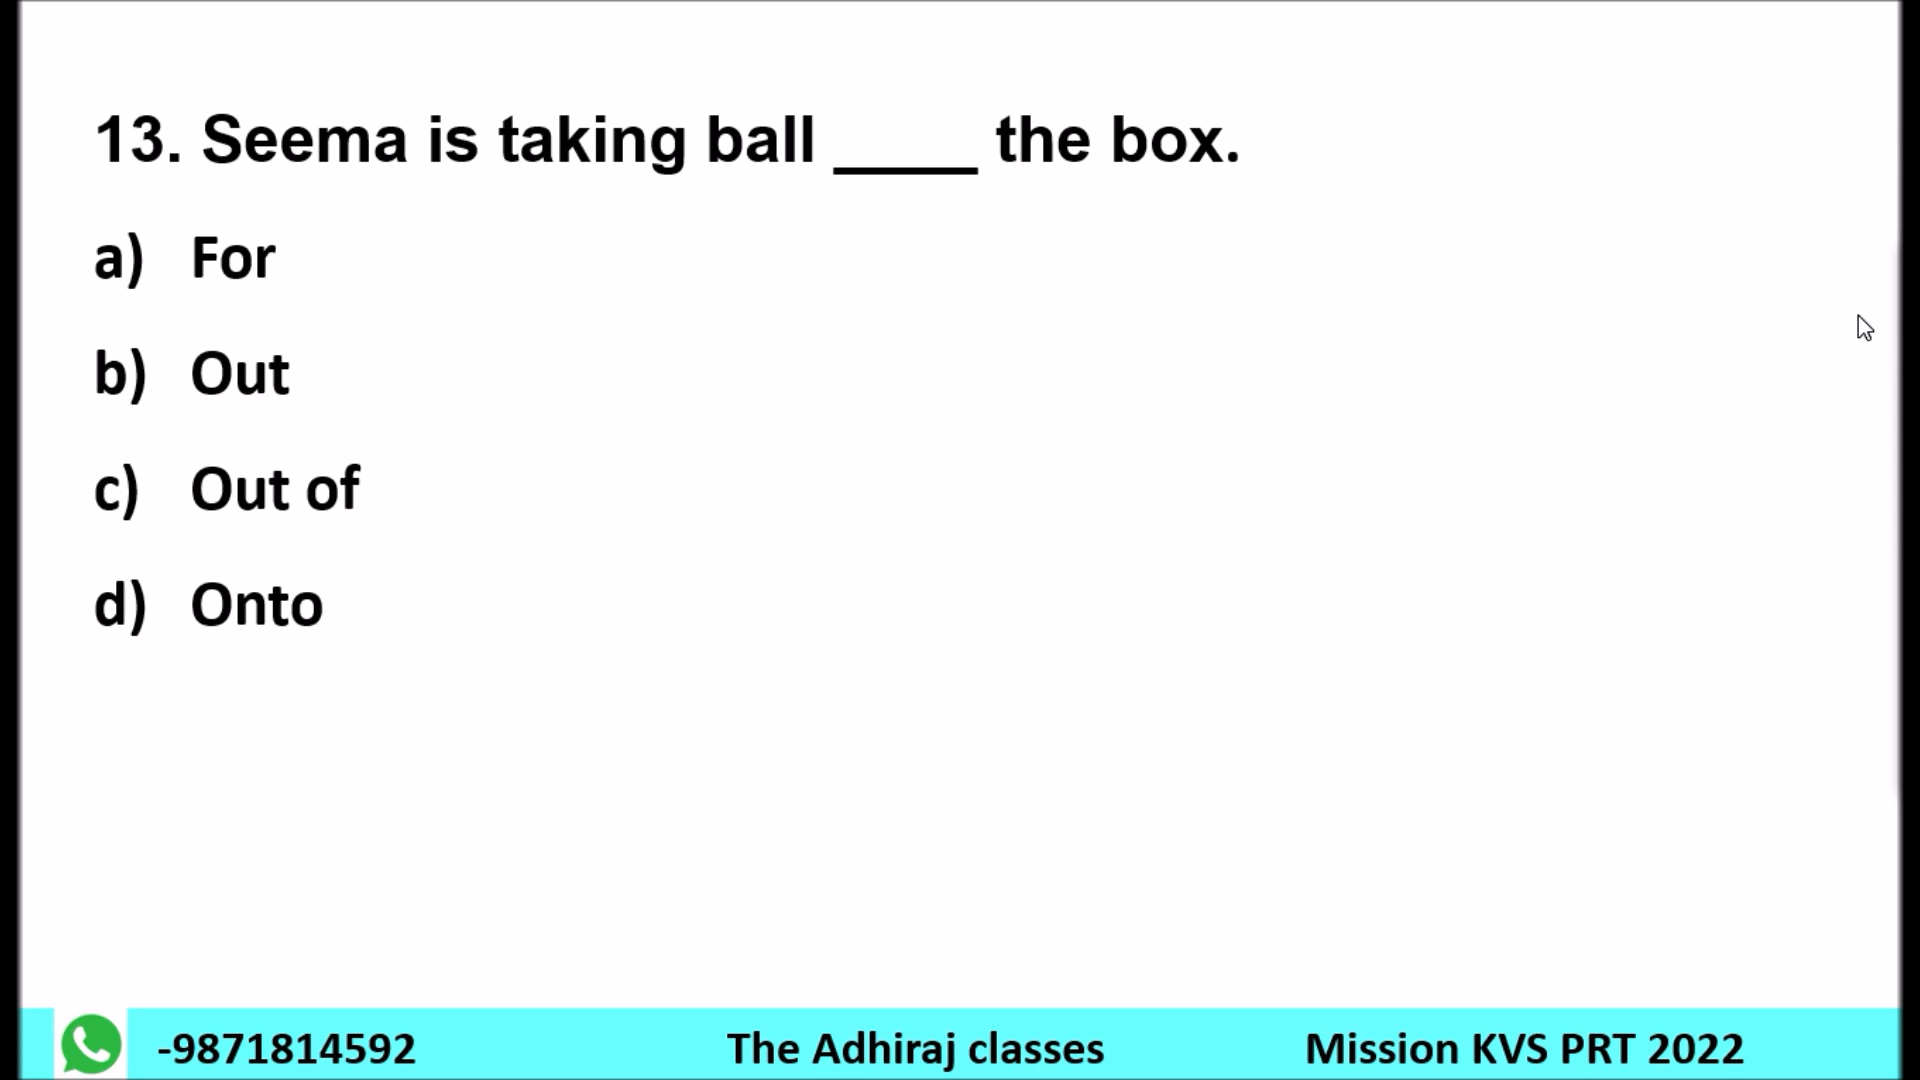 13. Seema is taking ball ____ the box.
a) For
b) Out
c) Out of
d) Onto
-9871814592 The Adhiraj classes Mission KVS PRT 2022